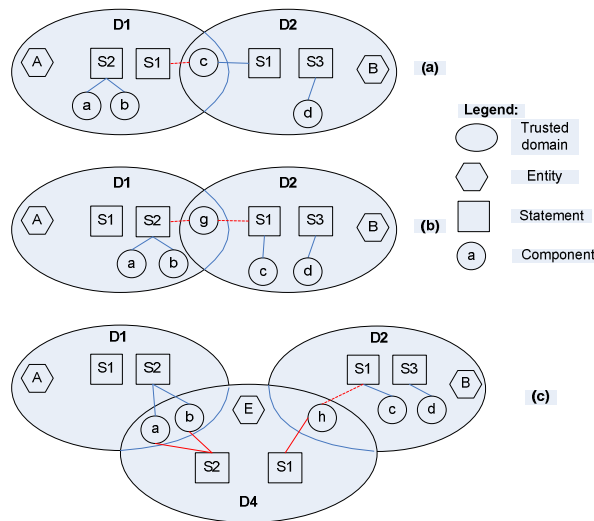 D1 D2
A S2 S1 c S1 S3 B (a)
a b d
Legend:
Trusted
domain
Entity
Statement
a Component
D1 D2
A S1 S2 g S1 S3 B (b)
a b c d
D1 D2
S1 S2 S1 S3
A B (c)
a b E h c d
S2 S1
D4